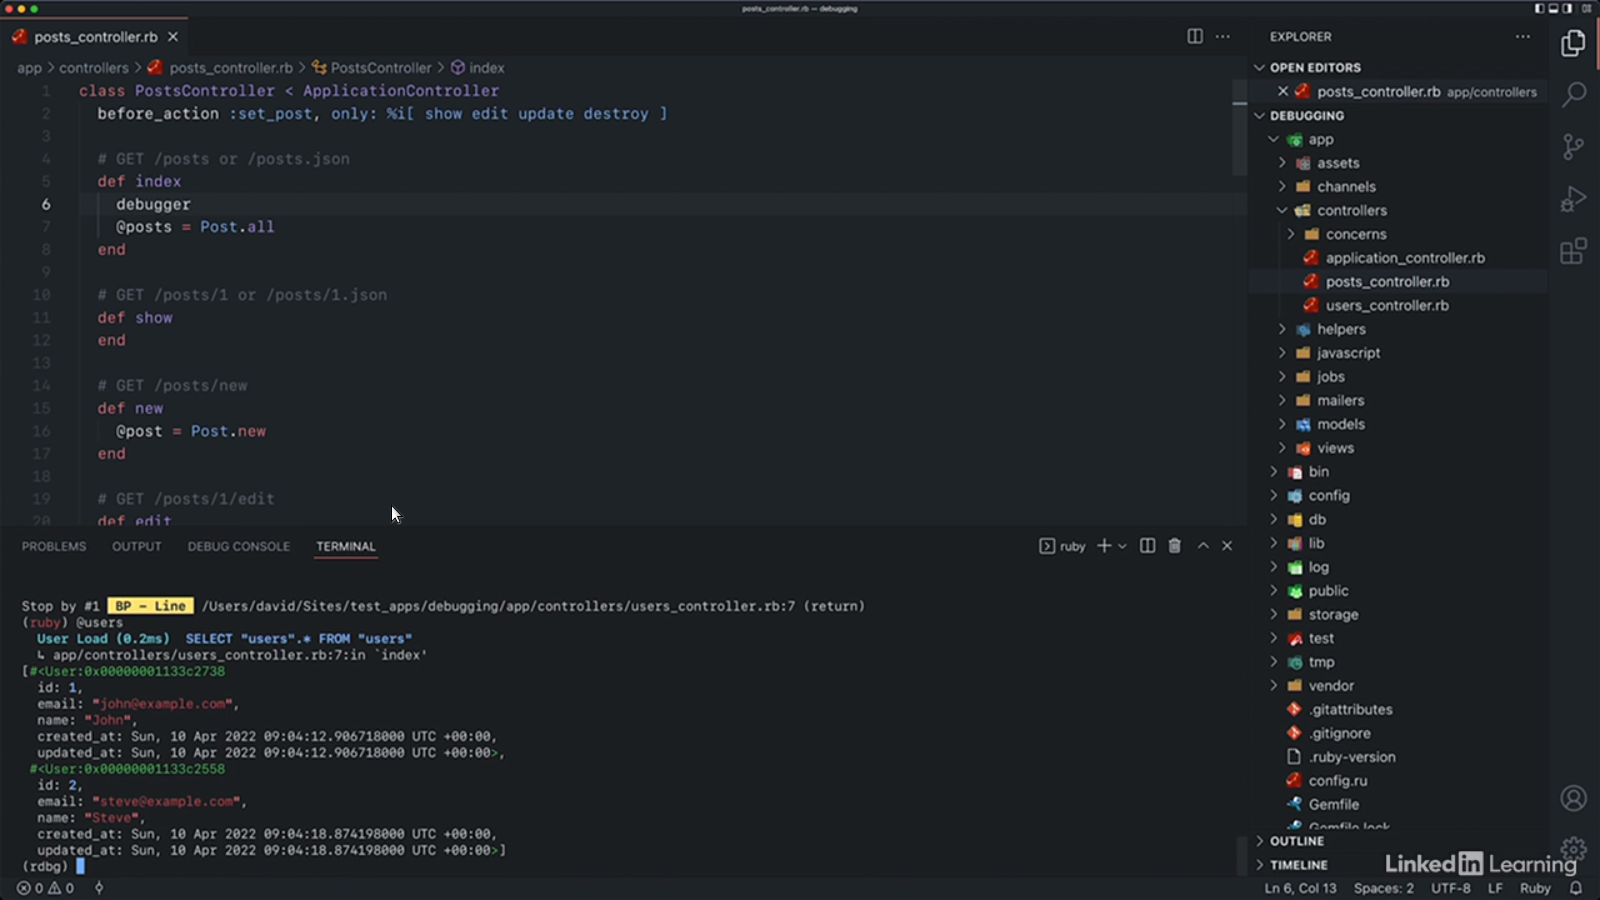 posts_controller.rb — debugging
posts_controller.rb
app > controllers > posts_controller.rb > PostsController > index
1 class PostsController < ApplicationController
2 before_action :set_post, only: %i[ show edit update destroy ]
3
4 # GET /posts or /posts.json
5 def index
6 debugger
7 @posts = Post.all
8 end
9
10 # GET /posts/1 or /posts/1.json
11 def show
12 end
13
14 # GET /posts/new
15 def new
16 @post = Post.new
17 end
18
19 # GET /posts/1/edit
20 def edit
PROBLEMS OUTPUT DEBUG CONSOLE TERMINAL
ruby
Stop by #1 BP - Line /Users/david/Sites/test_apps/debugging/app/controllers/users_controller.rb:7 (return)
(ruby) @users
User Load (0.2ms) SELECT "users".* FROM "users"
↳ app/controllers/users_controller.rb:7:in `index'
[#<User:0x00000001133c2738
id: 1,
email: "john@example.com",
name: "John",
created_at: Sun, 10 Apr 2022 09:04:12.906718000 UTC +00:00,
updated_at: Sun, 10 Apr 2022 09:04:12.906718000 UTC +00:00>,
#<User:0x00000001133c2558
id: 2,
email: "steve@example.com",
name: "Steve",
created_at: Sun, 10 Apr 2022 09:04:18.874198000 UTC +00:00,
updated_at: Sun, 10 Apr 2022 09:04:18.874198000 UTC +00:00>]
(rdbg)
0 0
EXPLORER
OPEN EDITORS
posts_controller.rb app/controllers
DEBUGGING
app
assets
channels
controllers
concerns
application_controller.rb
posts_controller.rb
users_controller.rb
helpers
javascript
jobs
mailers
models
views
bin
config
db
lib
log
public
storage
test
tmp
vendor
.gitattributes
.gitignore
.ruby-version
config.ru
Gemfile
Gemfile.lock
OUTLINE
TIMELINE
LinkedIn Learning
Ln 6, Col 13 Spaces: 2 UTF-8 LF Ruby